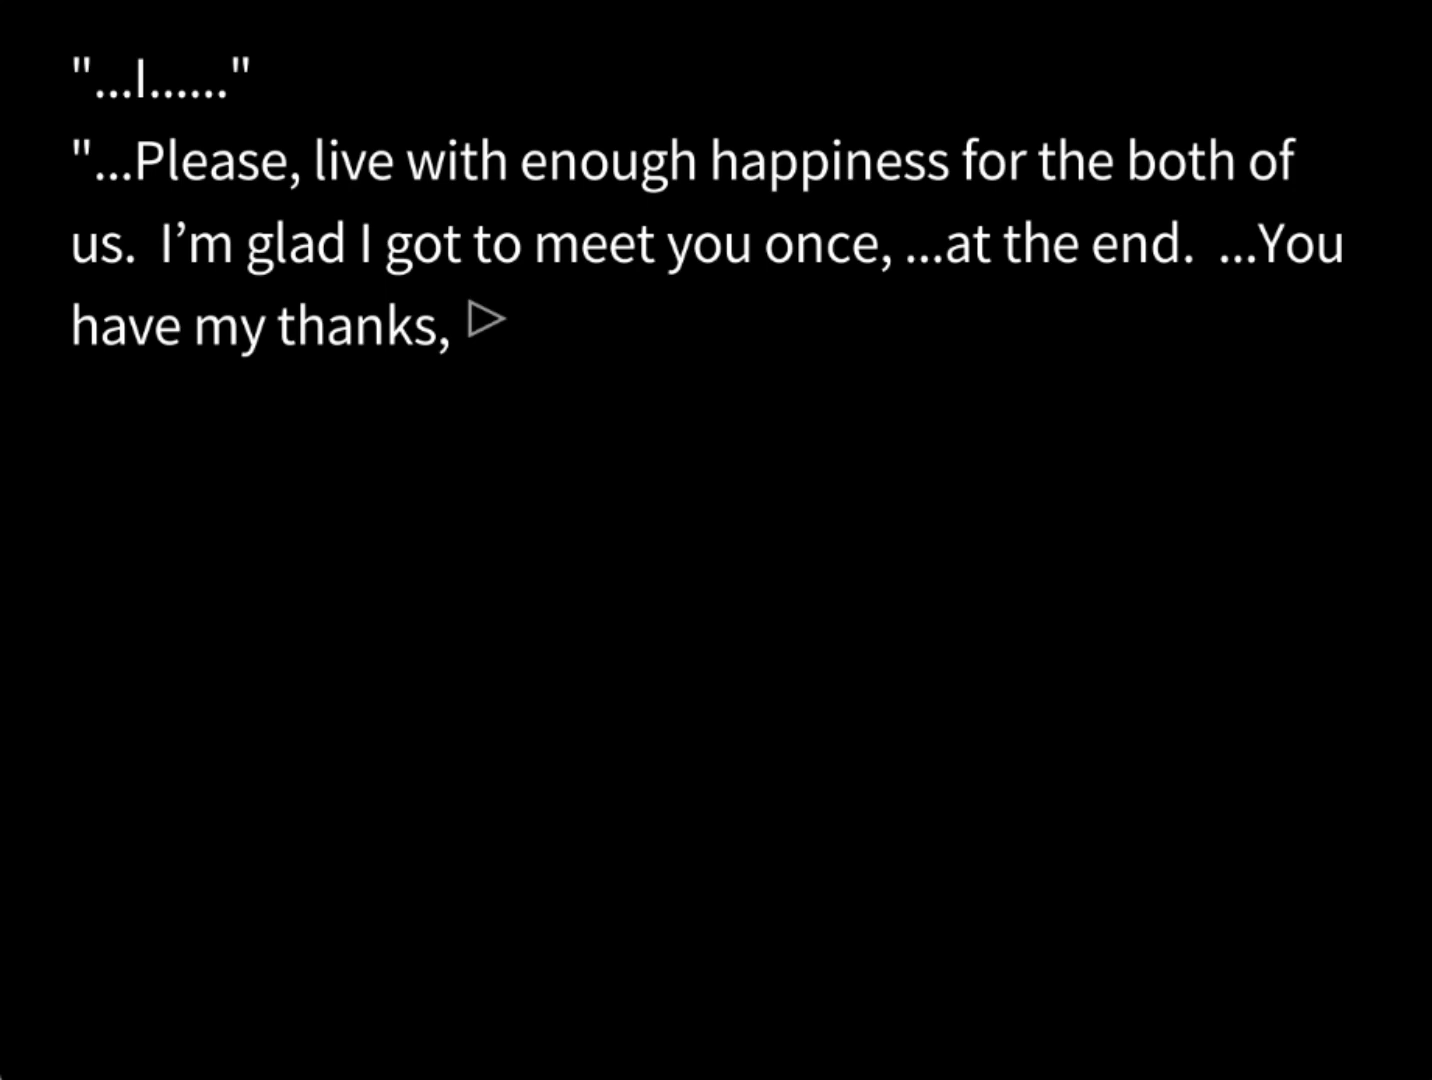 "...I......"
"...Please, live with enough happiness for the both of
us.  I’m glad I got to meet you once, ...at the end.  ...You
have my thanks,